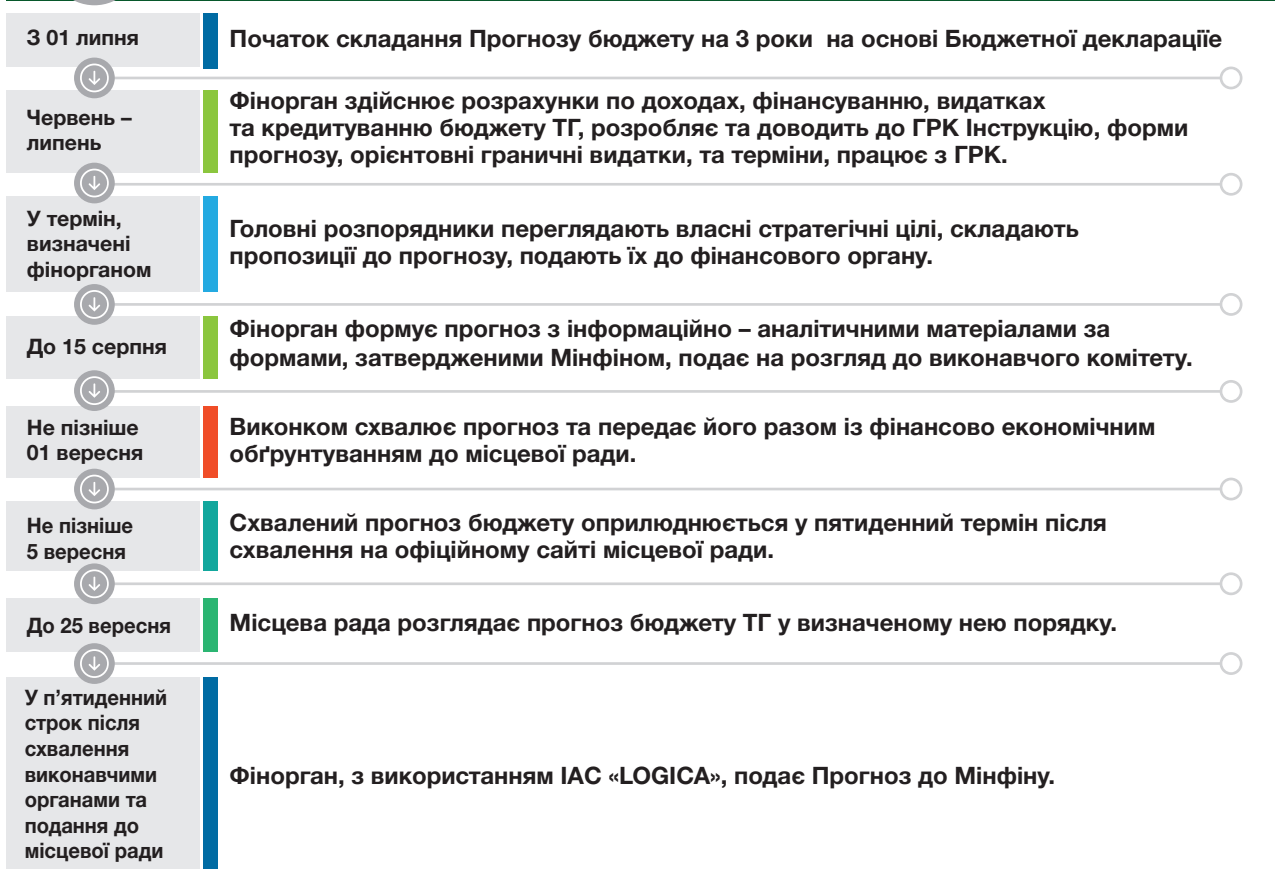 З 01 липня
Початок складання Прогнозу бюджету на 3 роки на основі Бюджетної деклараціїе
Червень –
липень
Фінорган здійснює розрахунки по доходах, фінансуванню, видатках
та кредитуванню бюджету ТГ, розробляє та доводить до ГРК Інструкцію, форми
прогнозу, орієнтовні граничні видатки, та терміни, працює з ГРК.
У термін,
визначені
фінорганом
Головні розпорядники переглядають власні стратегічні цілі, складають
пропозиції до прогнозу, подають їх до фінансового органу.
До 15 серпня
Фінорган формує прогноз з інформаційно – аналітичними матеріалами за
формами, затвердженими Мінфіном, подає на розгляд до виконавчого комітету.
Не пізніше
01 вересня
Виконком схвалює прогноз та передає його разом із фінансово економічним
обґрунтуванням до місцевої ради.
Не пізніше
5 вересня
Схвалений прогноз бюджету оприлюднюється у пятиденний термін після
схвалення на офіційному сайті місцевої ради.
До 25 вересня
Місцева рада розглядає прогноз бюджету ТГ у визначеному нею порядку.
У п’ятиденний
строк після
схвалення
виконавчими
органами та
подання до
місцевої ради
Фінорган, з використанням ІАС «LOGICA», подає Прогноз до Мінфіну.